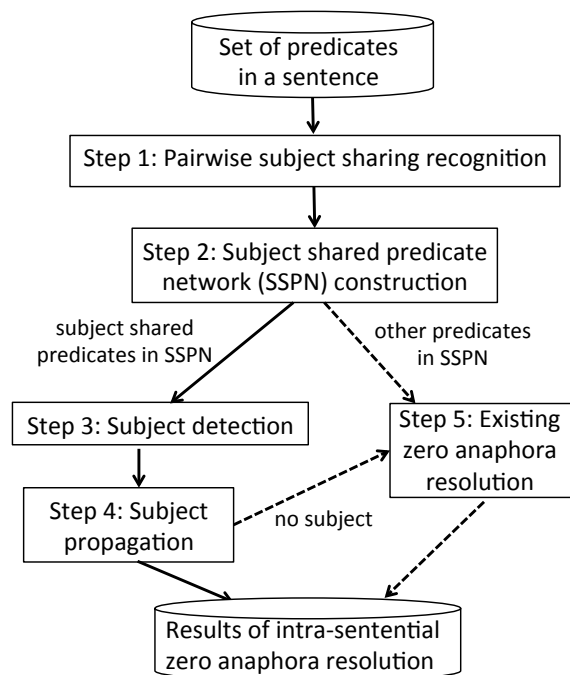 Set of predicates
in a sentence
Step 1: Pairwise subject sharing recognition
Step 2: Subject shared predicate
network (SSPN) construction
subject shared
predicates in SSPN
other predicates
in SSPN
Step 3: Subject detection
Step 5: Existing
zero anaphora
resolution
Step 4: Subject
propagation
no subject
Results of intra-sentential
zero anaphora resolution